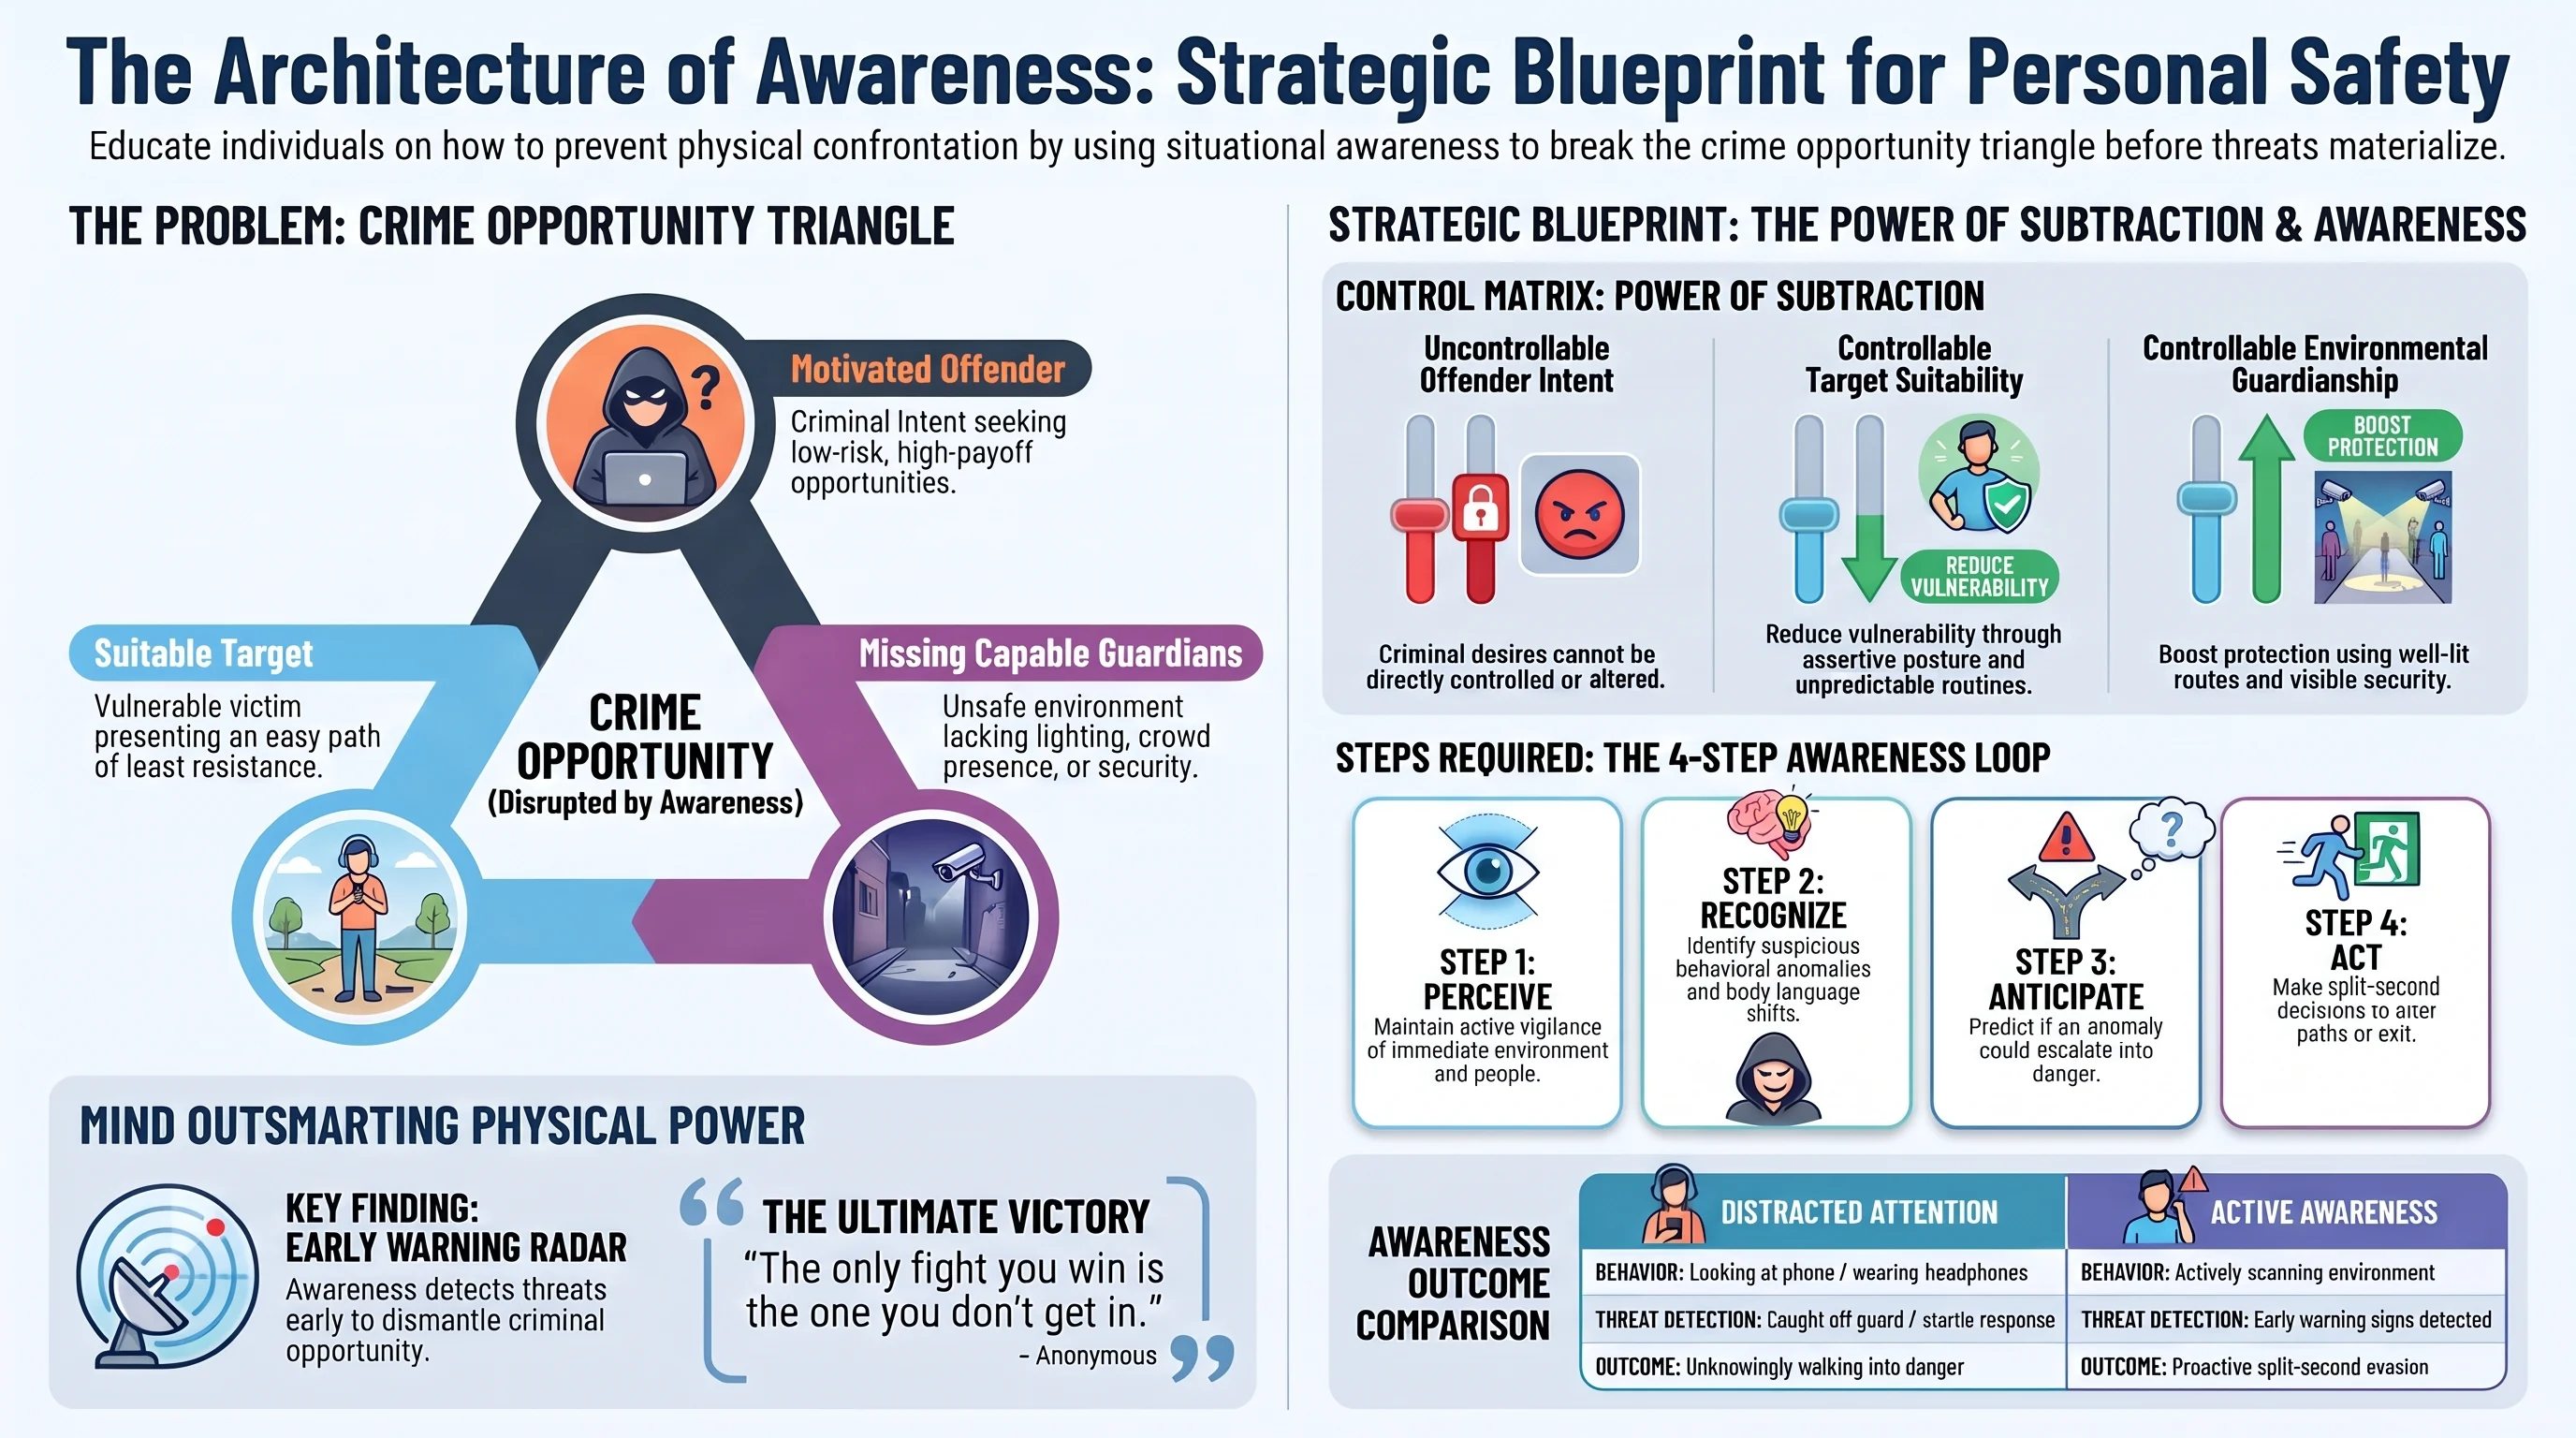 The Architecture of Awareness: Strategic Blueprint for Personal Safety
Educate individuals on how to prevent physical confrontation by using situational awareness to break the crime opportunity triangle before threats materialize.
THE PROBLEM: CRIME OPPORTUNITY TRIANGLE
?
Motivated Offender
Criminal Intent seeking
low-risk, high-payoff
opportunities.
Suitable Target
Vulnerable victim
presenting an easy path
of least resistance.
Missing Capable Guardians
Unsafe environment
lacking lighting, crowd
presence, or security.
CRIME
OPPORTUNITY
(Disrupted by Awareness)
MIND OUTSMARTING PHYSICAL POWER
KEY FINDING:
EARLY WARNING RADAR
Awareness detects threats
early to dismantle criminal
opportunity.
THE ULTIMATE VICTORY
“The only fight you win is
the one you don’t get in.”
– Anonymous
STRATEGIC BLUEPRINT: THE POWER OF SUBTRACTION & AWARENESS
CONTROL MATRIX: POWER OF SUBTRACTION
Uncontrollable
Offender Intent
Criminal desires cannot be
directly controlled or altered.
Controllable
Target Suitability
REDUCE
VULNERABILITY
Reduce vulnerability through
assertive posture and
unpredictable routines.
Controllable Environmental
Guardianship
BOOST
PROTECTION
Boost protection using well-lit
routes and visible security.
STEPS REQUIRED: THE 4-STEP AWARENESS LOOP
STEP 1:
PERCEIVE
Maintain active vigilance
of immediate environment
and people.
STEP 2:
RECOGNIZE
Identify suspicious
behavioral anomalies
and body language
shifts.
!
?
STEP 3:
ANTICIPATE
Predict if an anomaly
could escalate into
danger.
STEP 4:
ACT
Make split-second
decisions to alter
paths or exit.
AWARENESS
OUTCOME
COMPARISON
DISTRACTED ATTENTION
BEHAVIOR: Looking at phone / wearing headphones
THREAT DETECTION: Caught off guard / startle response
OUTCOME: Unknowingly walking into danger
ACTIVE AWARENESS
BEHAVIOR: Actively scanning environment
THREAT DETECTION: Early warning signs detected
OUTCOME: Proactive split-second evasion